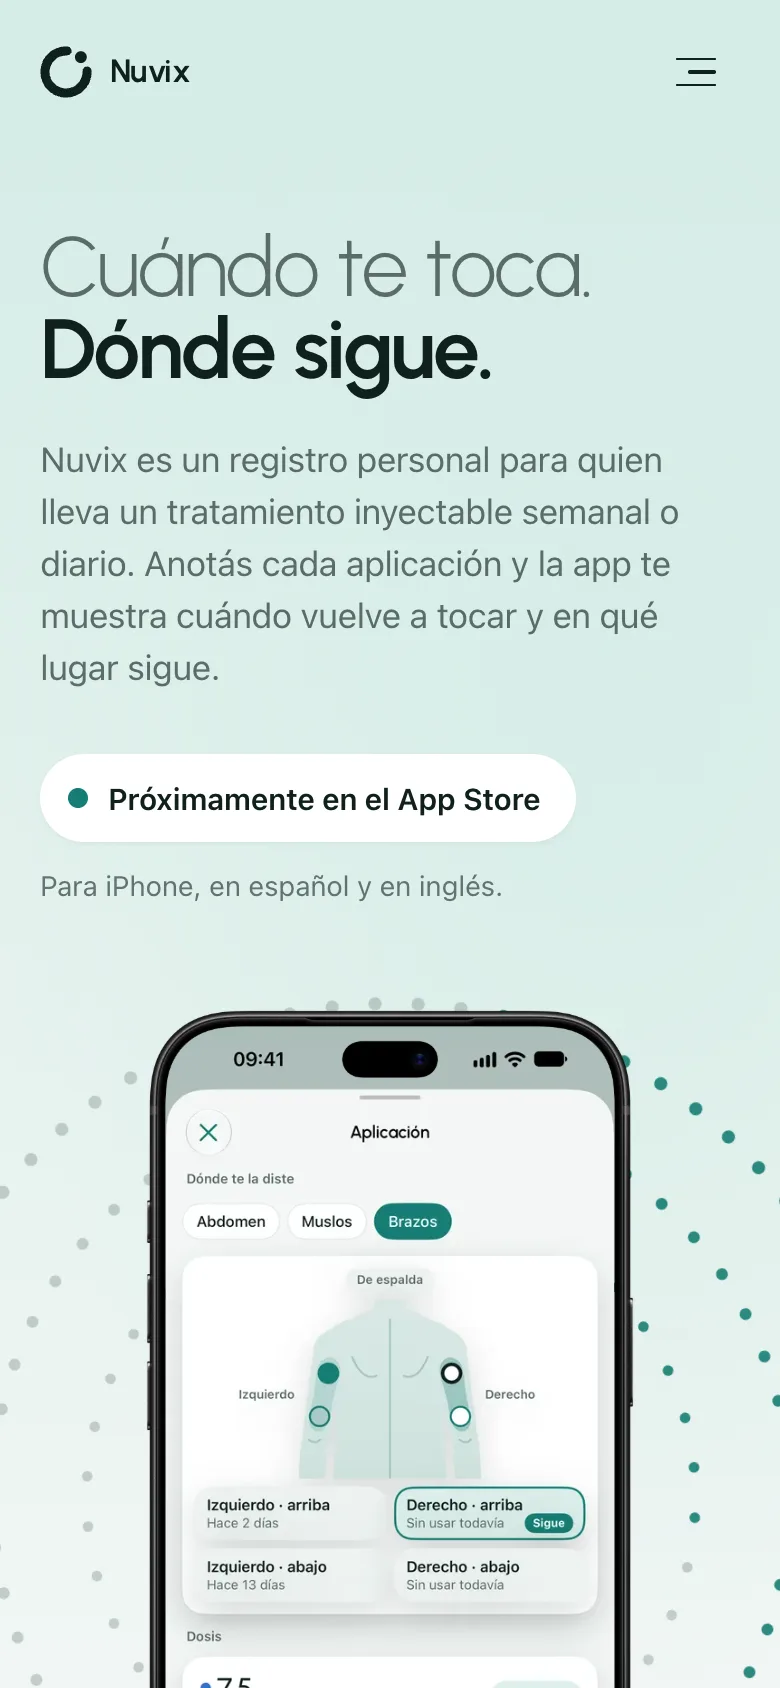 Nuvix
Cuándo te toca.
Dónde sigue.
Nuvix es un registro personal para quien
lleva un tratamiento inyectable semanal o
diario. Anotás cada aplicación y la app te
muestra cuándo vuelve a tocar y en qué
lugar sigue.
Próximamente en el App Store
Para iPhone, en español y en inglés.
09:41
Aplicación
Dónde te la diste
Abdomen
Muslos
Brazos
De espalda
Izquierdo
Derecho
Izquierdo · arriba
Hace 2 días
Derecho · arriba
Sin usar todavía
Sigue
Izquierdo · abajo
Hace 13 días
Derecho · abajo
Sin usar todavía
Dosis
7,5